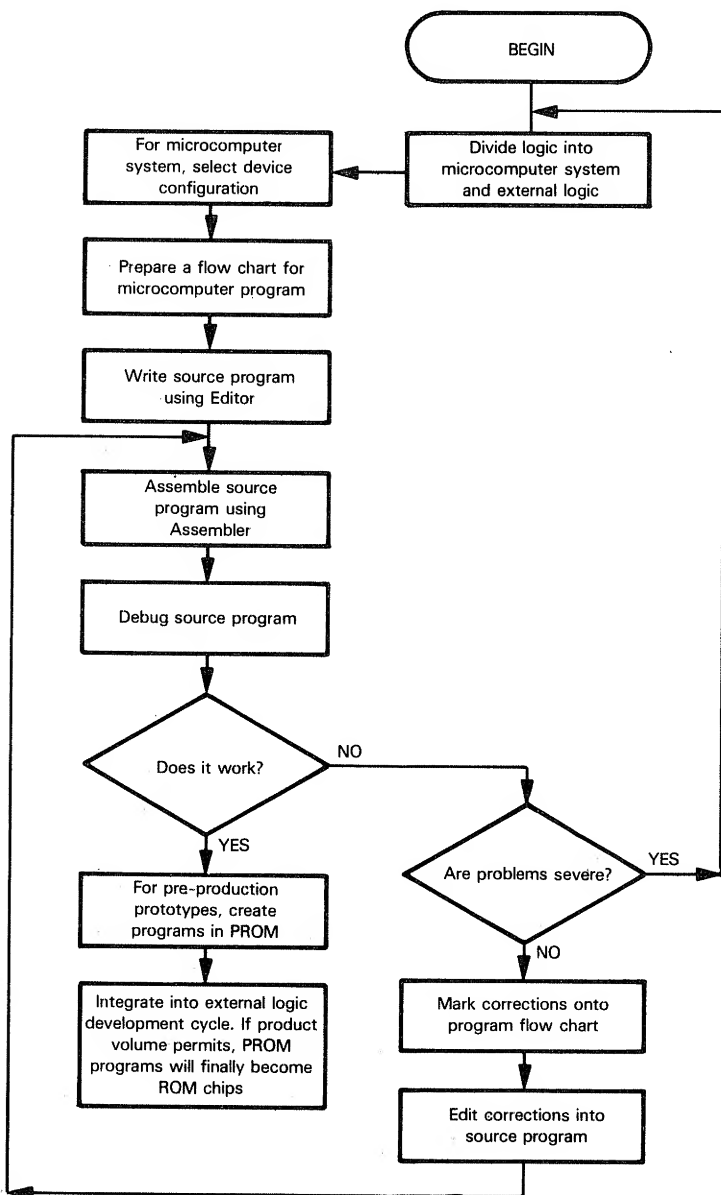 BEGIN
Divide logic into
microcomputer system
and external logic
For microcomputer
system, select device
configuration
Prepare a flow chart for
microcomputer program
Write source program
using Editor
Assemble source
program using
Assembler
Debug source program
Does it work?
NO
YES
For pre-production
prototypes, create
programs in PROM
Integrate into external logic
development cycle. If product
volume permits, PROM
programs will finally become
ROM chips
Are problems severe?
YES
NO
Mark corrections onto
program flow chart
Edit corrections into
source program